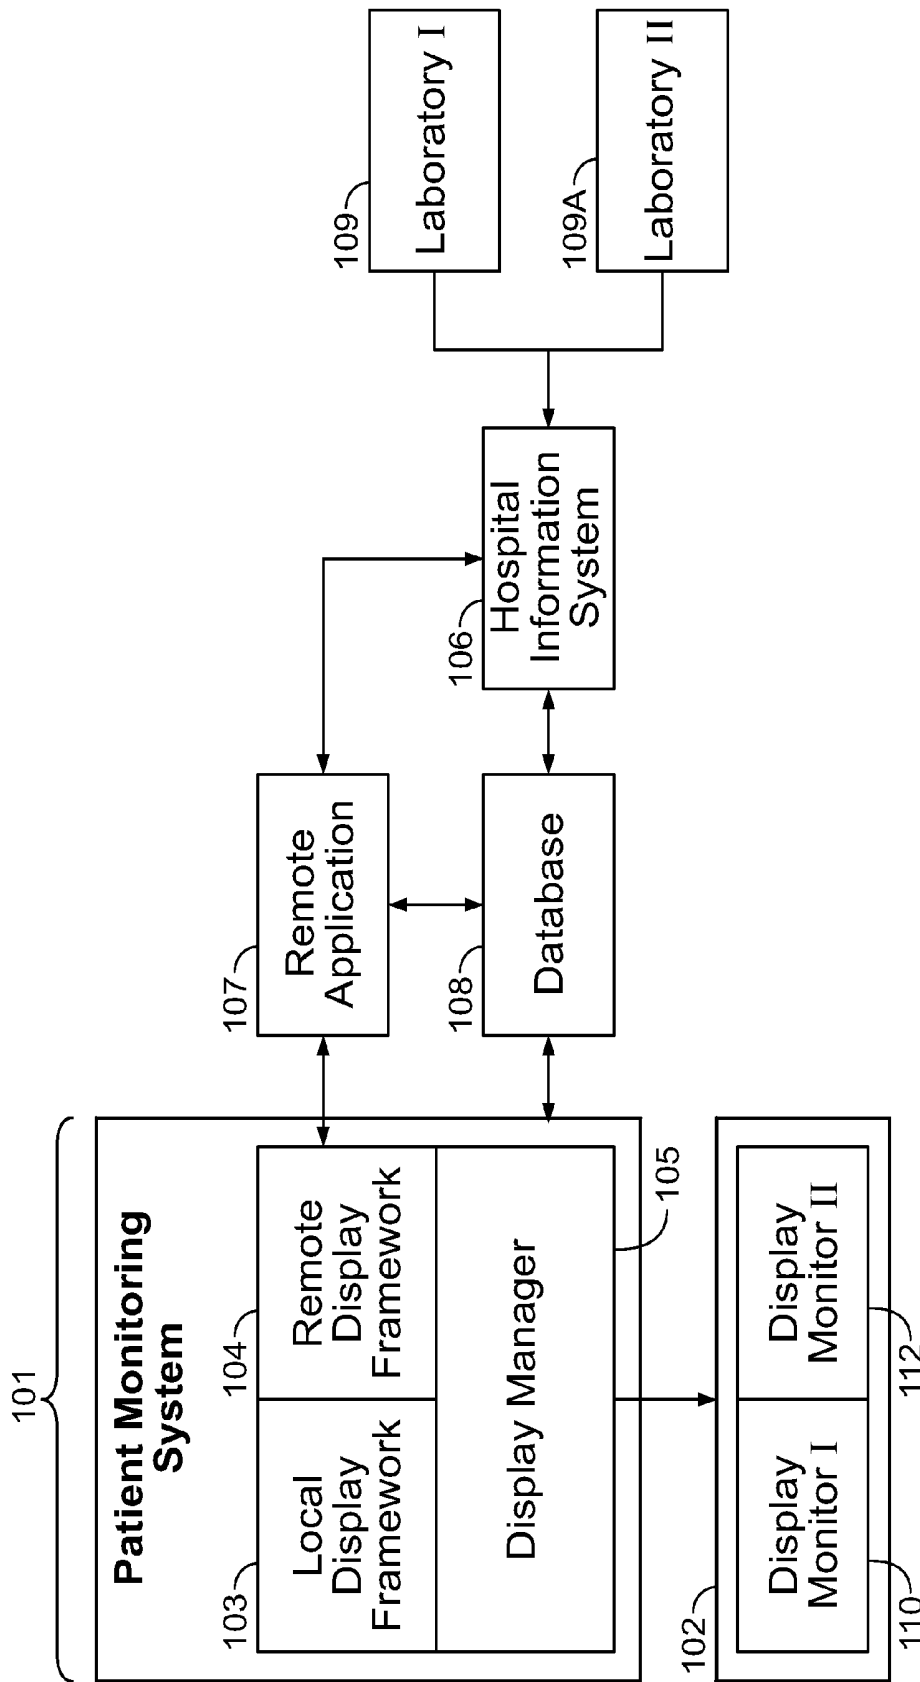 101
Patient Monitoring
System
103
Local
Display
Framework
104
Remote
Display
Framework
Display Manager
105
102
Display
Monitor I
110
Display
Monitor II
112
107
Remote
Application
108
Database
106
Hospital
Information
System
109
Laboratory I
109A
Laboratory II